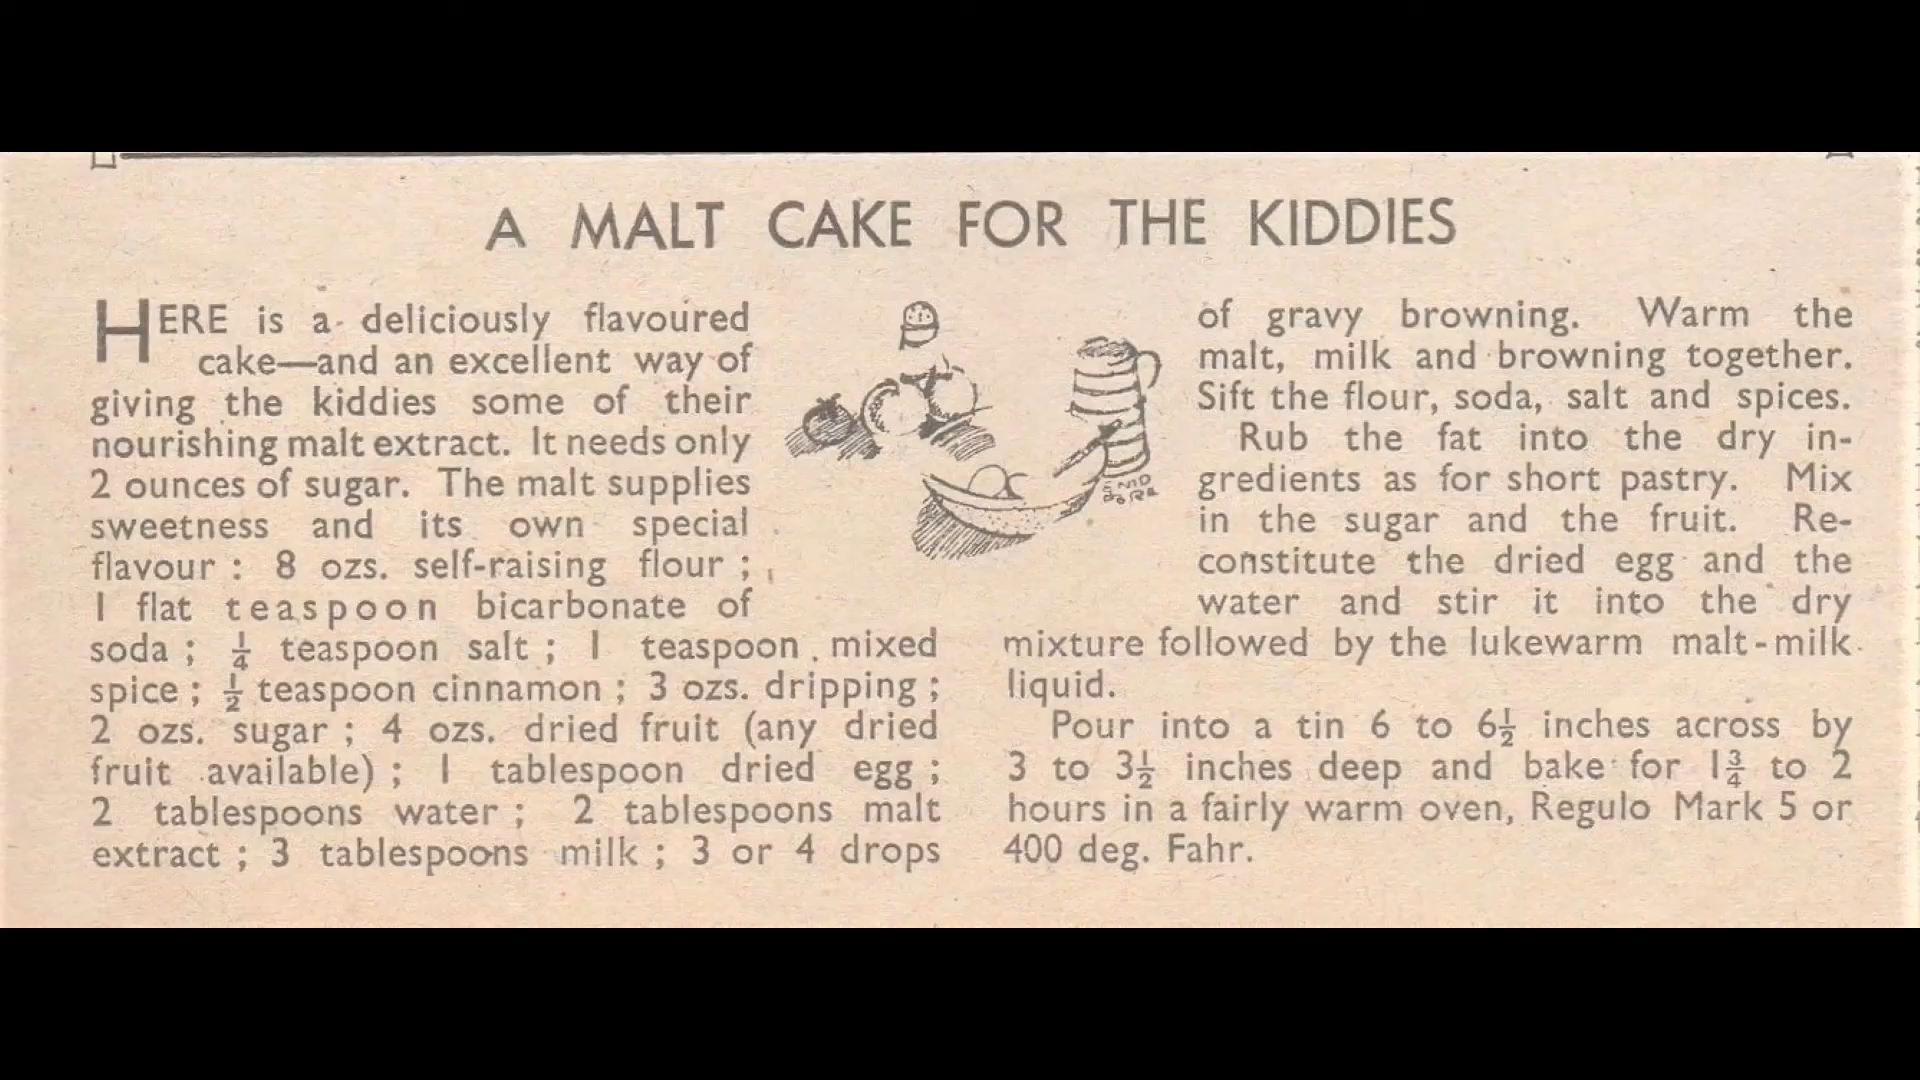 A MALT CAKE FOR THE KIDDIES
HERE is a deliciously flavoured
cake—and an excellent way of
giving the kiddies some of their
nourishing malt extract. It needs only
2 ounces of sugar. The malt supplies
sweetness and its own special
flavour : 8 ozs. self-raising flour ;
1 flat teaspoon bicarbonate of
soda ; ¼ teaspoon salt ; 1 teaspoon mixed
spice ; ½ teaspoon cinnamon ; 3 ozs. dripping ;
2 ozs. sugar ; 4 ozs. dried fruit (any dried
fruit available) ; 1 tablespoon dried egg ;
2 tablespoons water ; 2 tablespoons malt
extract ; 3 tablespoons milk ; 3 or 4 drops
of gravy browning. Warm the
malt, milk and browning together.
Sift the flour, soda, salt and spices.
Rub the fat into the dry in-
gredients as for short pastry. Mix
in the sugar and the fruit. Re-
constitute the dried egg and the
water and stir it into the dry
mixture followed by the lukewarm malt-milk
liquid.
Pour into a tin 6 to 6½ inches across by
3 to 3½ inches deep and bake for 1¾ to 2
hours in a fairly warm oven, Regulo Mark 5 or
400 deg. Fahr.